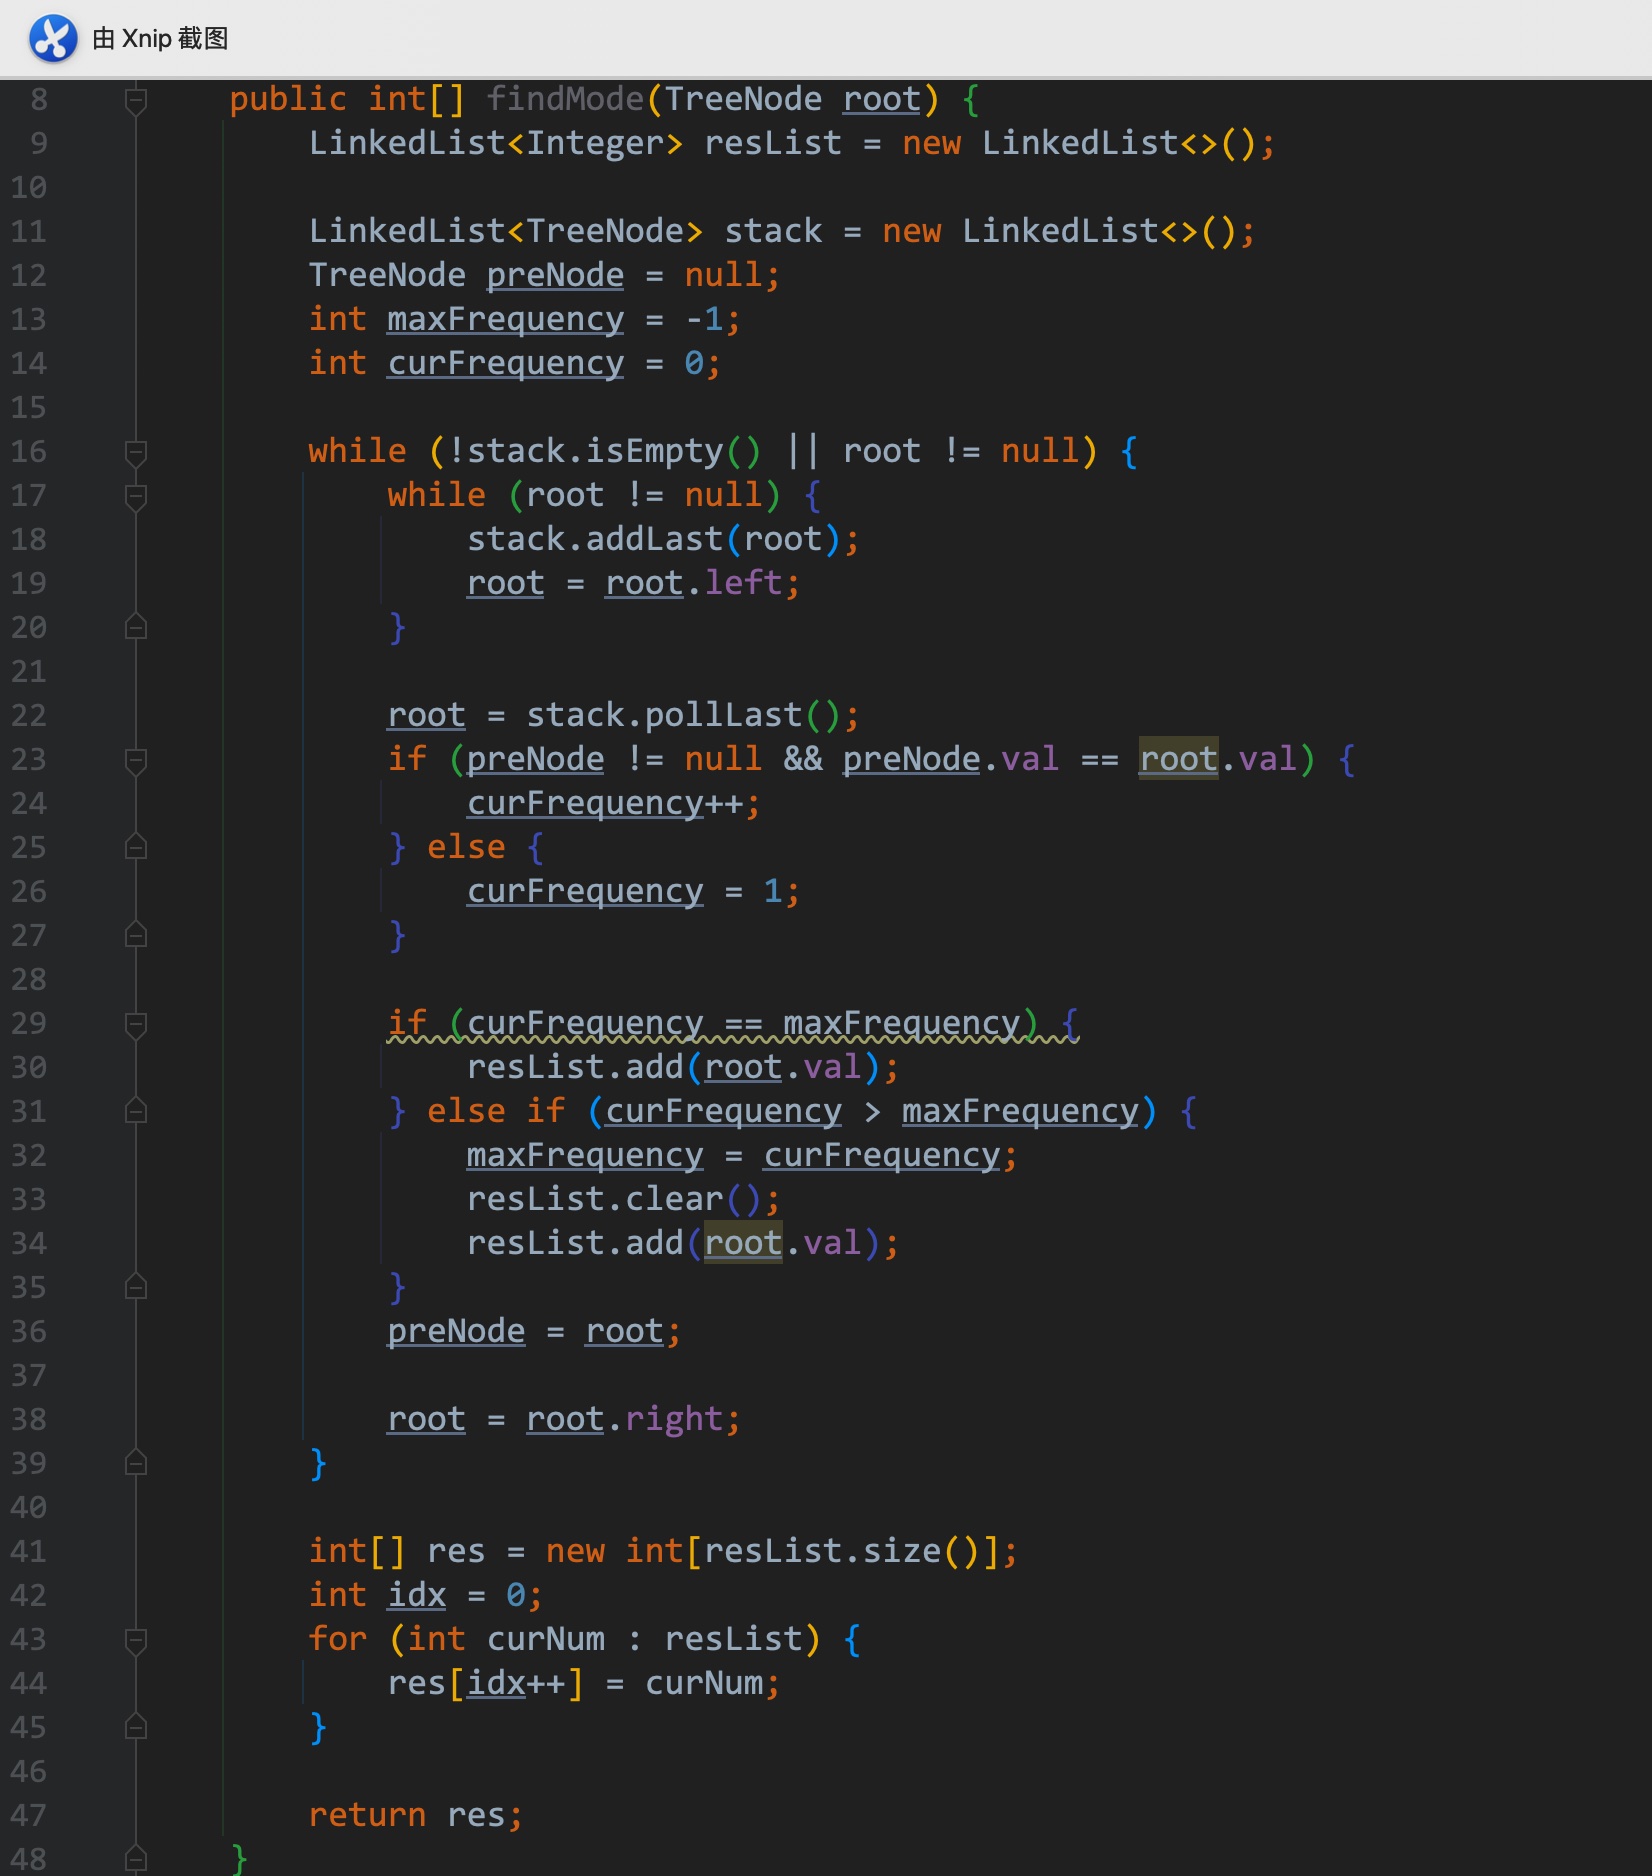 由 Xnip 截图
8 public int[] findMode(TreeNode root) {
9 LinkedList<Integer> resList = new LinkedList<>();
10
11 LinkedList<TreeNode> stack = new LinkedList<>();
12 TreeNode preNode = null;
13 int maxFrequency = -1;
14 int curFrequency = 0;
15
16 while (!stack.isEmpty() || root != null) {
17 while (root != null) {
18 stack.addLast(root);
19 root = root.left;
20 }
21
22 root = stack.pollLast();
23 if (preNode != null && preNode.val == root.val) {
24 curFrequency++;
25 } else {
26 curFrequency = 1;
27 }
28
29 if (curFrequency == maxFrequency) {
30 resList.add(root.val);
31 } else if (curFrequency > maxFrequency) {
32 maxFrequency = curFrequency;
33 resList.clear();
34 resList.add(root.val);
35 }
36 preNode = root;
37
38 root = root.right;
39 }
40
41 int[] res = new int[resList.size()];
42 int idx = 0;
43 for (int curNum : resList) {
44 res[idx++] = curNum;
45 }
46
47 return res;
48 }